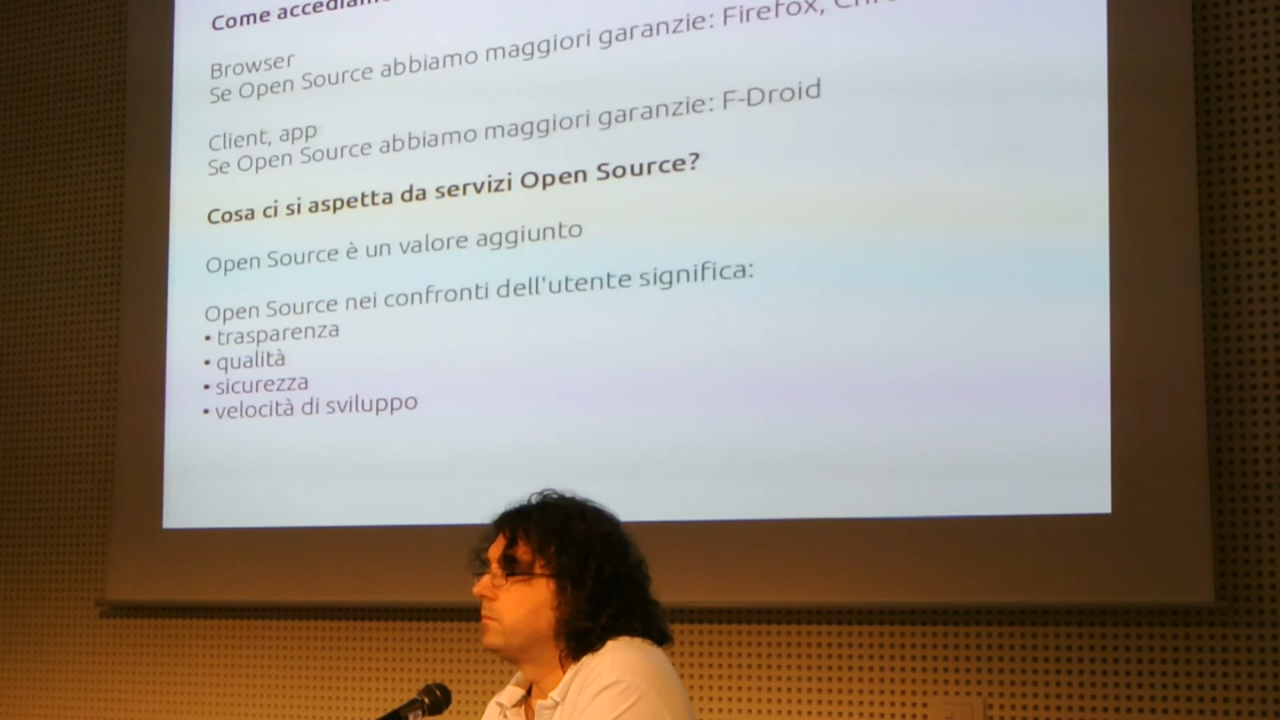 Come accediamo
Browser
Se Open Source abbiamo maggiori garanzie: Firefox,
Client, app
Se Open Source abbiamo maggiori garanzie: F-Droid
Cosa ci si aspetta da servizi Open Source?
Open Source è un valore aggiunto
Open Source nei confronti dell'utente significa:
• trasparenza
• qualità
• sicurezza
• velocità di sviluppo